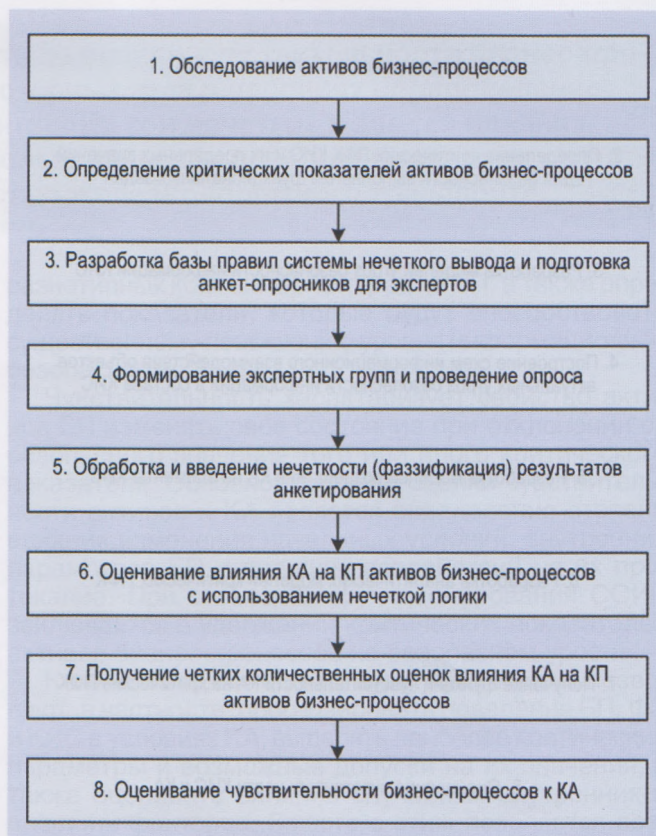 1. Обследование активов бизнес-процессов
2. Определение критических показателей активов бизнес-процессов
3. Разработка базы правил системы нечеткого вывода и подготовка
анкет-опросников для экспертов
4. Формирование экспертных групп и проведение опроса
5. Обработка и введение нечеткости (фаззификация) результатов
анкетирования
6. Оценивание влияния КА на КП активов бизнес-процессов
с использованием нечеткой логики
7. Получение четких количественных оценок влияния КА на КП
активов бизнес-процессов
8. Оценивание чувствительности бизнес-процессов к КА